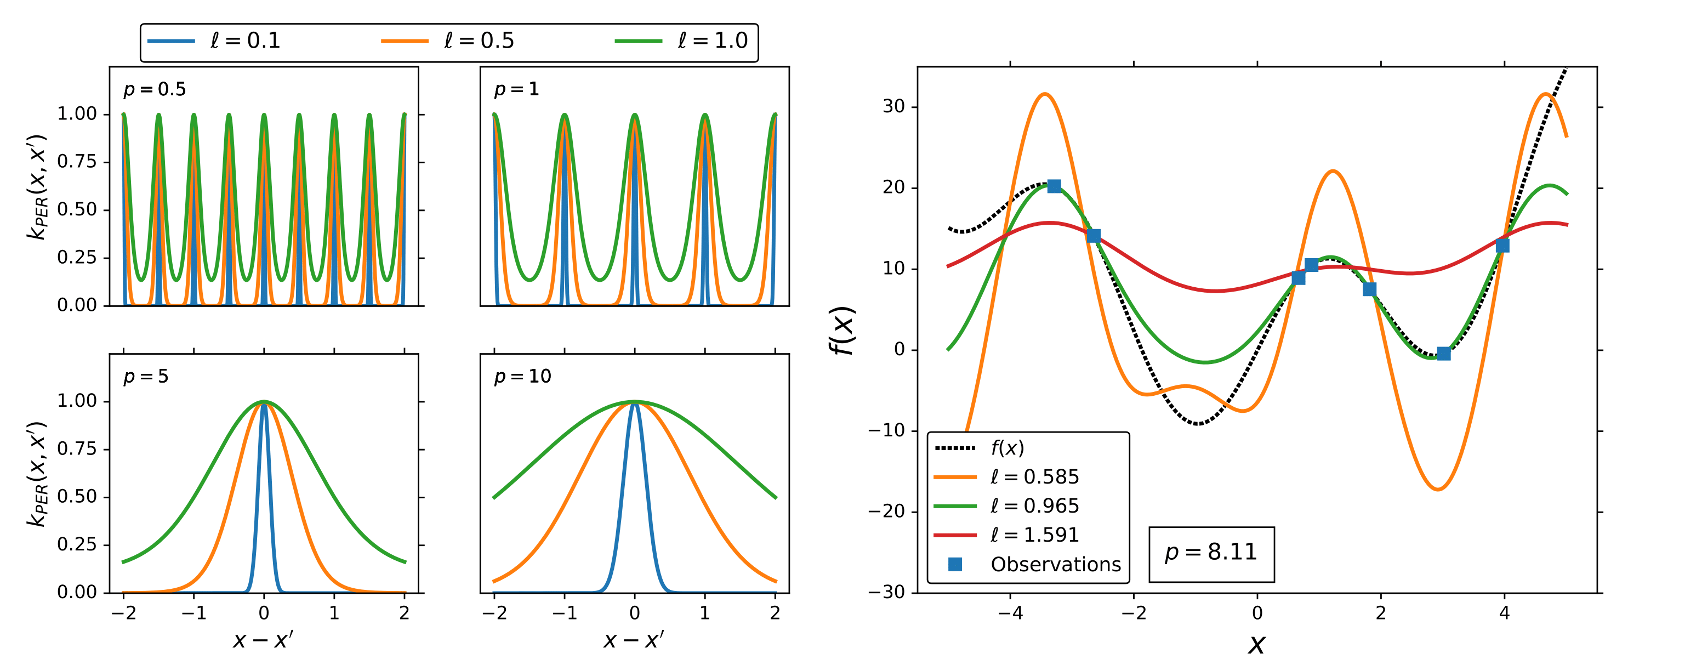 ℓ = 0.1 ℓ = 0.5 ℓ = 1.0
p = 0.5
p = 1
k_PER(x, x′)
1.00
0.75
0.50
0.25
0.00
p = 5
p = 10
k_PER(x, x′)
1.00
0.75
0.50
0.25
0.00
−2 −1 0 1 2
−2 −1 0 1 2
x − x′
x − x′
f(x)
30
20
10
0
−10
−20
−30
f(x)
ℓ = 0.585
ℓ = 0.965
ℓ = 1.591
Observations
p = 8.11
−4 −2 0 2 4
x